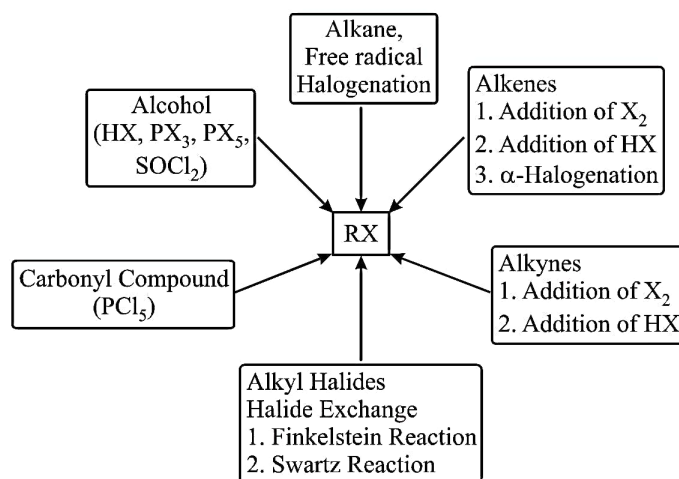 Alkane,
Free radical
Halogenation
Alcohol
(HX, PX₃, PX₅,
SOCl₂)
Alkenes
1. Addition of X₂
2. Addition of HX
3. α-Halogenation
RX
Carbonyl Compound
(PCl₅)
Alkynes
1. Addition of X₂
2. Addition of HX
Alkyl Halides
Halide Exchange
1. Finkelstein Reaction
2. Swartz Reaction